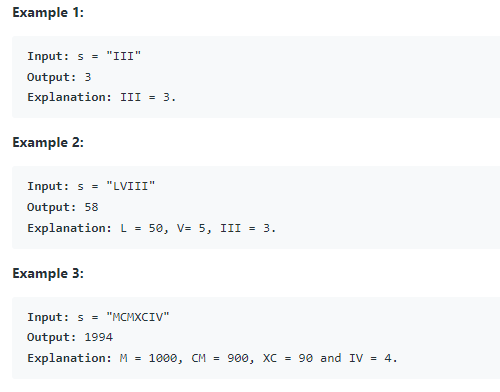 Example 1:
Input: s = "III"
Output: 3
Explanation: III = 3.
Example 2:
Input: s = "LVIII"
Output: 58
Explanation: L = 50, V= 5, III = 3.
Example 3:
Input: s = "MCMXCIV"
Output: 1994
Explanation: M = 1000, CM = 900, XC = 90 and IV = 4.